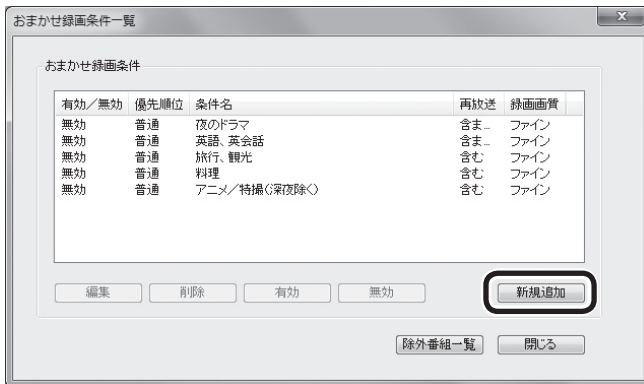 おまかせ録画条件一覧
おまかせ録画条件
有効／無効 優先順位 条件名 再放送 録画画質
無効 普通 夜のドラマ 含ま... ファイン
無効 普通 英語、英会話 含ま... ファイン
無効 普通 旅行、観光 含む ファイン
無効 普通 料理 含む ファイン
無効 普通 アニメ／特撮(深夜除く) 含む ファイン
編集 削除 有効 無効 新規追加
除外番組一覧 閉じる